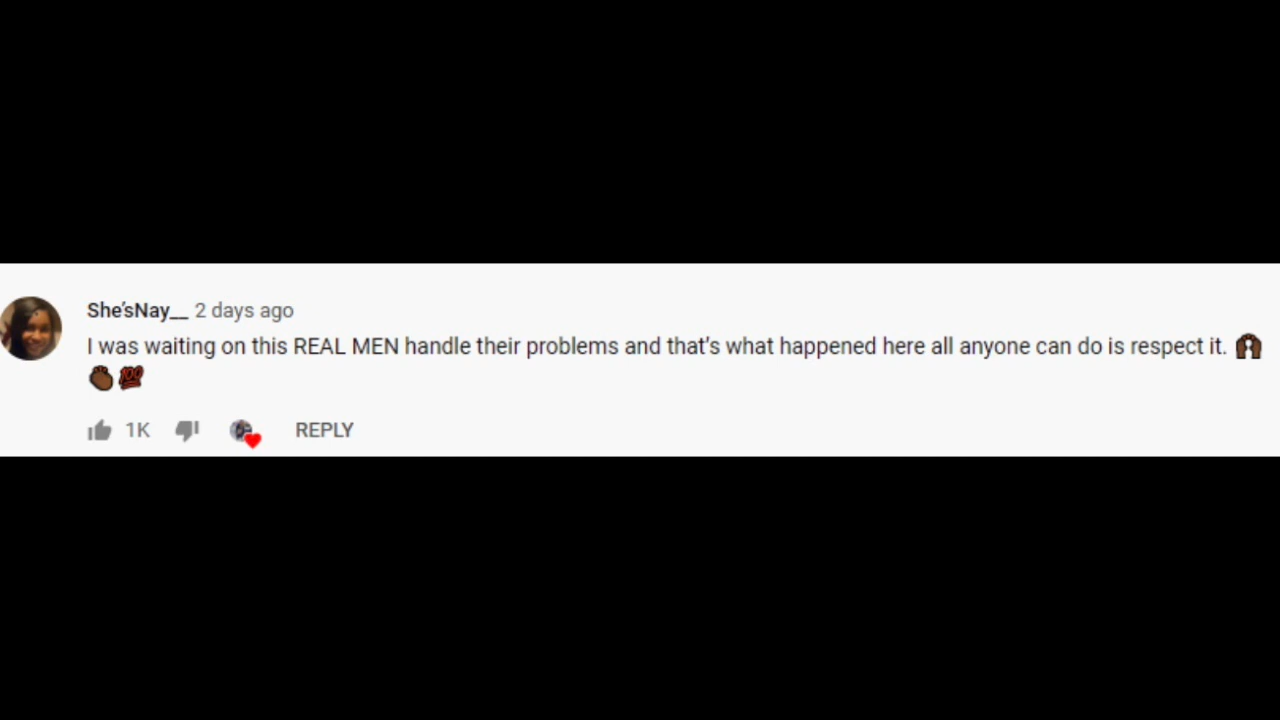 She'sNay__ 2 days ago
I was waiting on this REAL MEN handle their problems and that's what happened here all anyone can do is respect it. 🙌🏾
👏🏾💯
1K REPLY